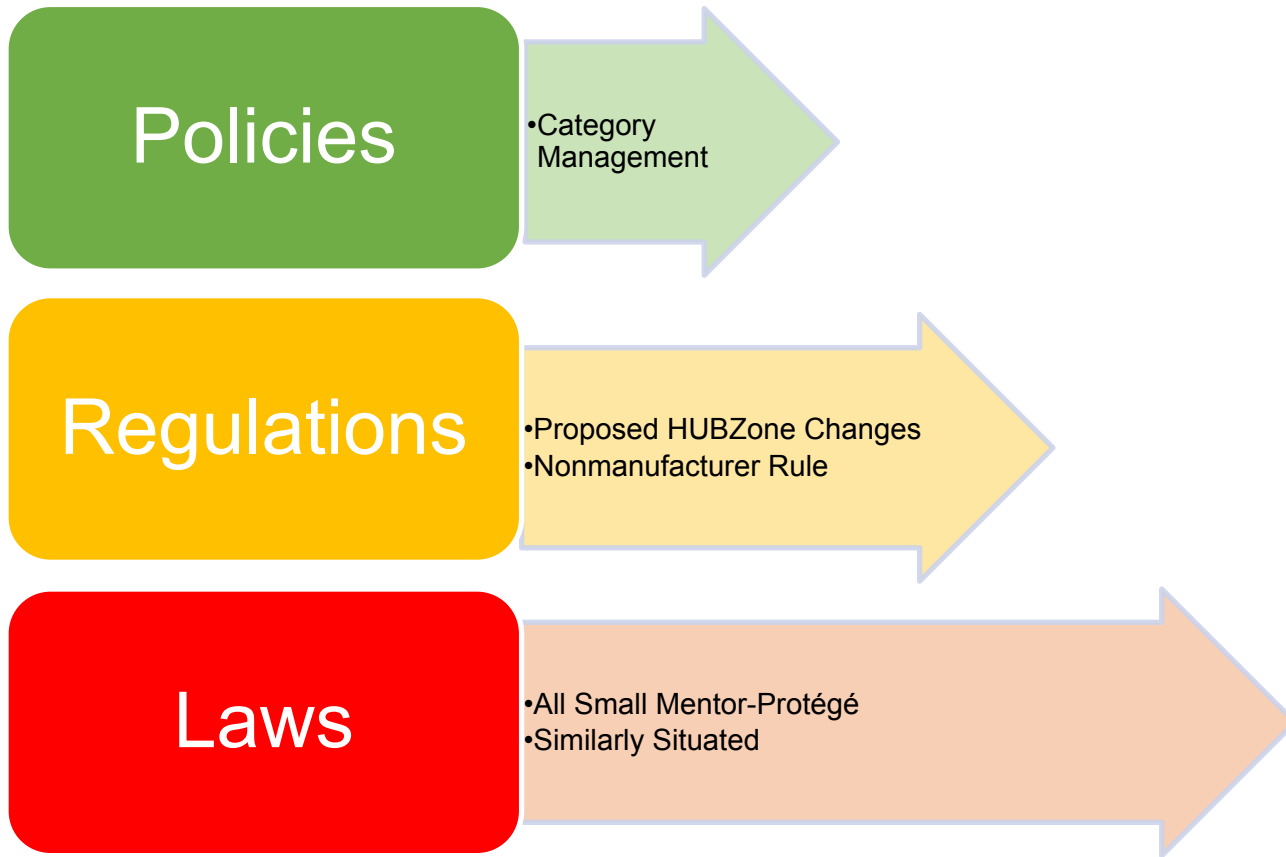 Policies
•Category
Management
Regulations
•Proposed HUBZone Changes
•Nonmanufacturer Rule
Laws
•All Small Mentor-Protégé
•Similarly Situated